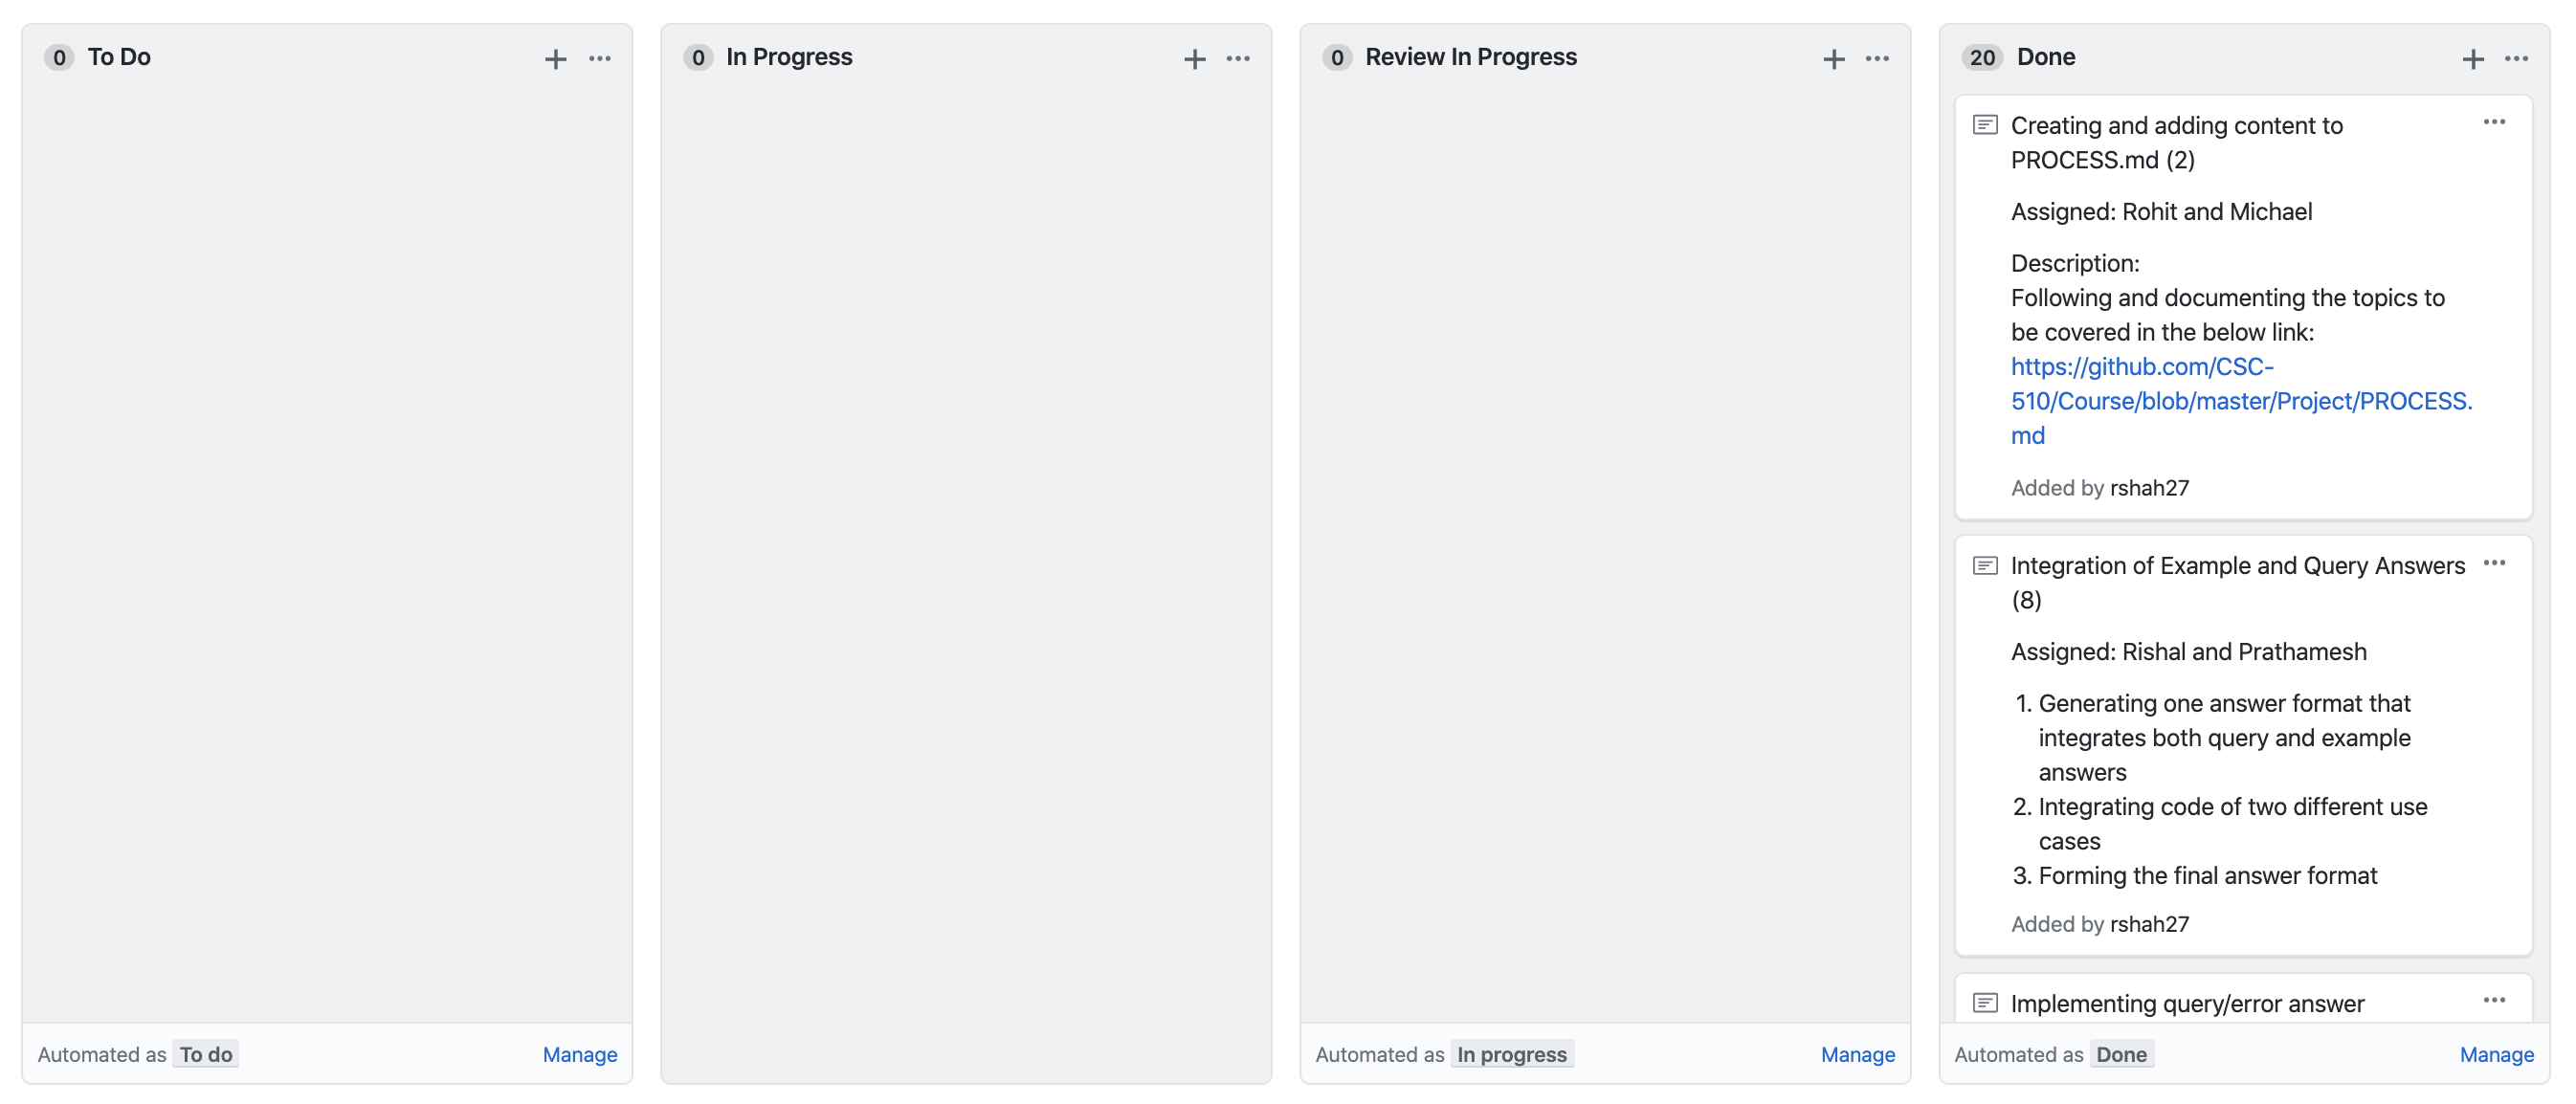 0 To Do
Automated as To do Manage
0 In Progress
0 Review In Progress
Automated as In progress Manage
20 Done
Creating and adding content to
PROCESS.md (2)
Assigned: Rohit and Michael
Description:
Following and documenting the topics to
be covered in the below link:
https://github.com/CSC-
510/Course/blob/master/Project/PROCESS.
md
Added by rshah27
Integration of Example and Query Answers
(8)
Assigned: Rishal and Prathamesh
1. Generating one answer format that
integrates both query and example
answers
2. Integrating code of two different use
cases
3. Forming the final answer format
Added by rshah27
Implementing query/error answer
Automated as Done Manage